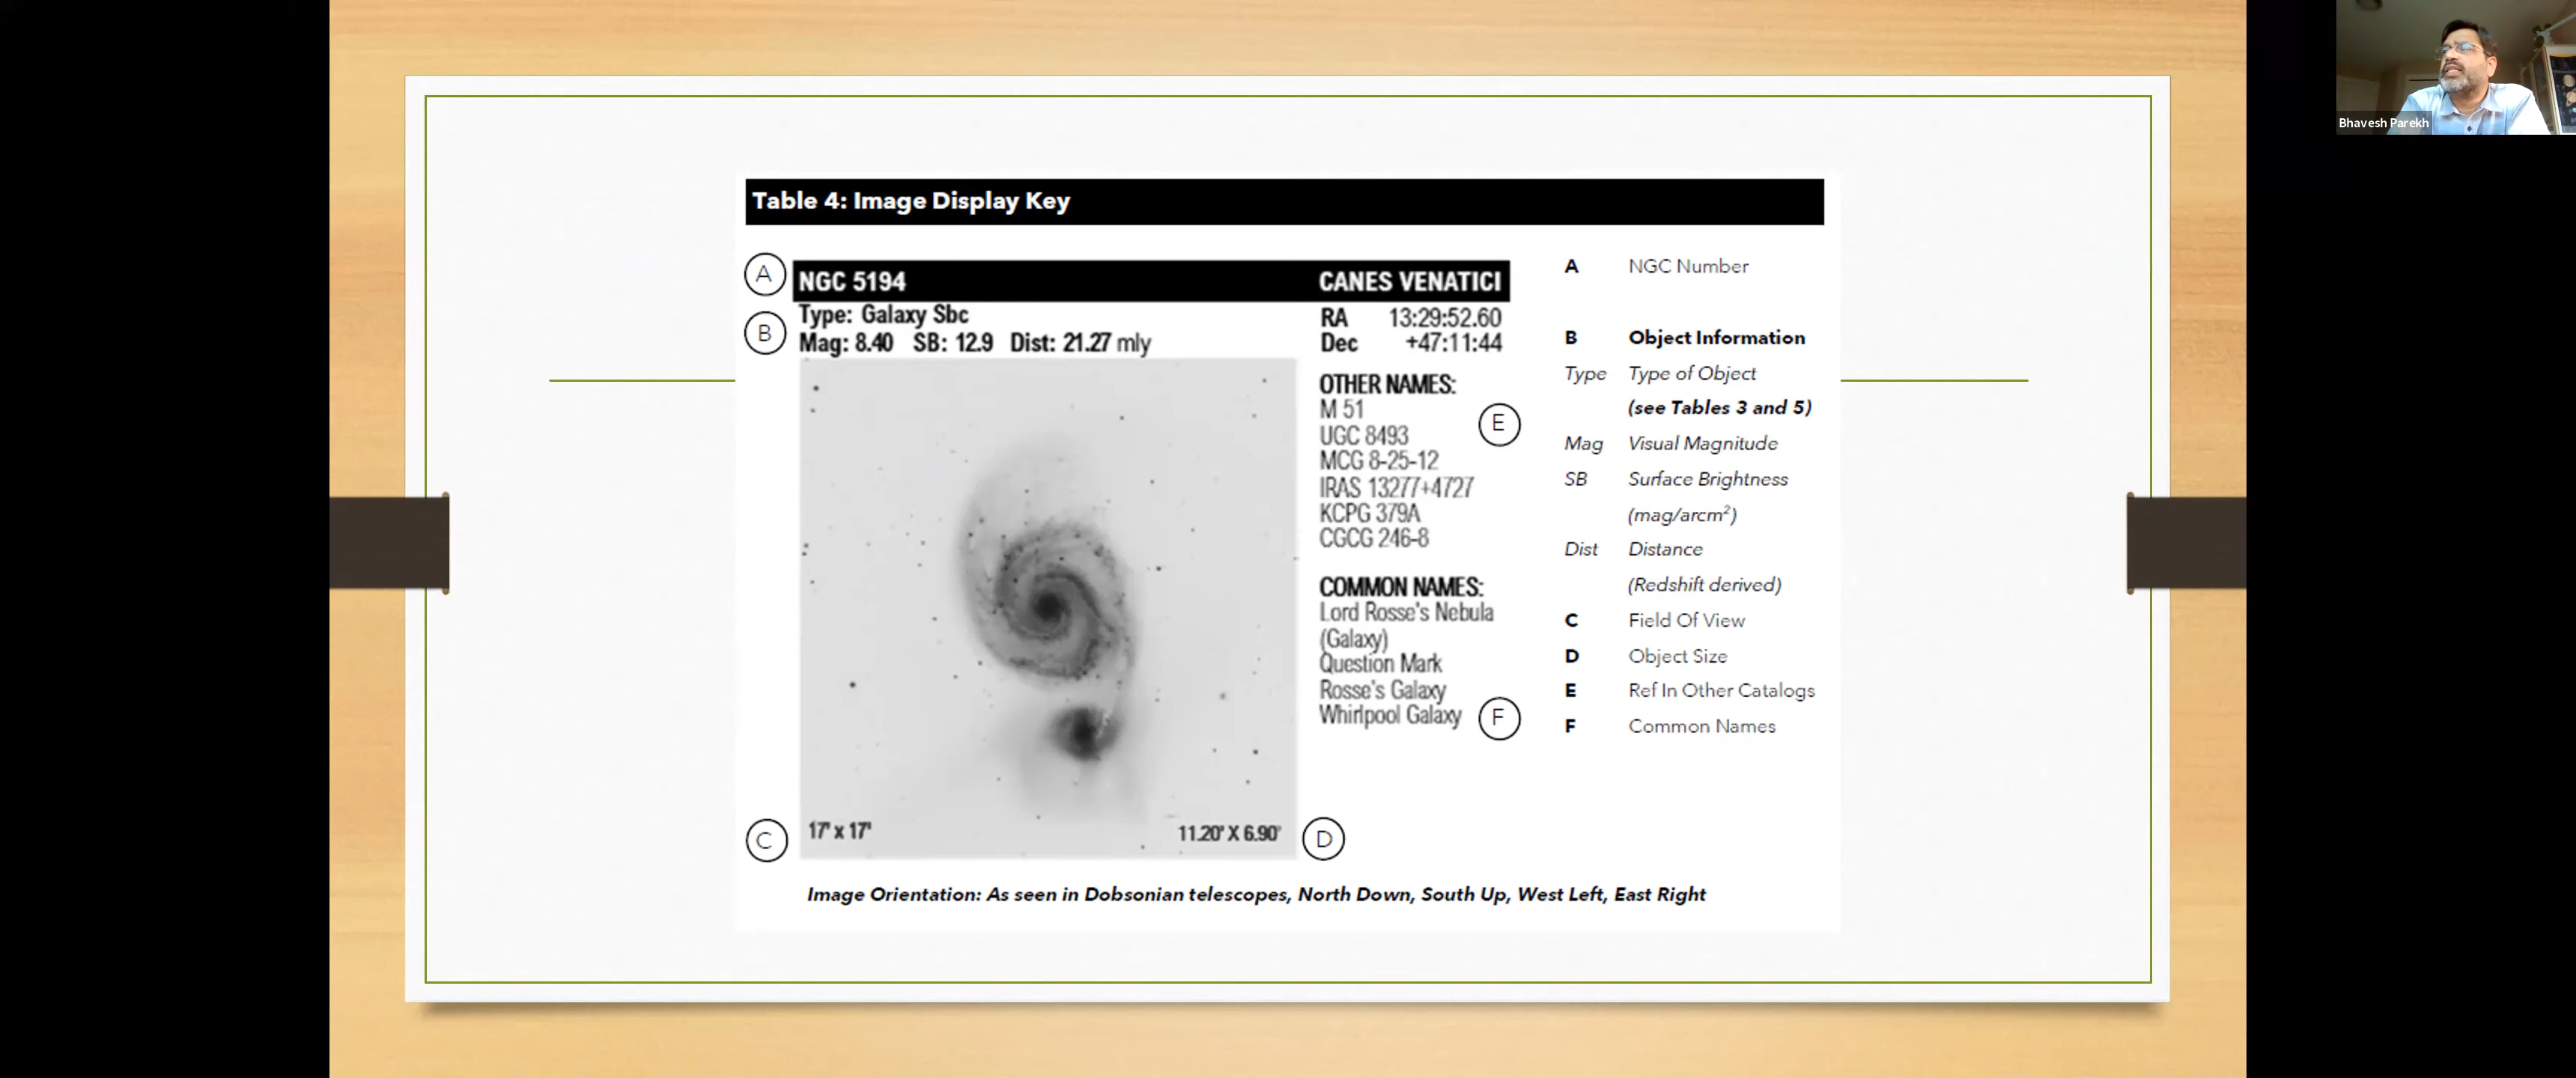 Bhavesh Parekh
Table 4: Image Display Key
A
NGC 5194 CANES VENATICI
B
Type: Galaxy Sbc
Mag: 8.40 SB: 12.9 Dist: 21.27 mly
RA 13:29:52.60
Dec +47:11:44
OTHER NAMES:
M 51
UGC 8493
MCG 8-25-12
IRAS 13277+4727
KCPG 379A
CGCG 246-8
E
COMMON NAMES:
Lord Rosse's Nebula
(Galaxy)
Question Mark
Rosse's Galaxy
Whirlpool Galaxy
F
C
17' x 17'
11.20' X 6.90'
D
A NGC Number
B Object Information
Type Type of Object
(see Tables 3 and 5)
Mag Visual Magnitude
SB Surface Brightness
(mag/arcm²)
Dist Distance
(Redshift derived)
C Field Of View
D Object Size
E Ref In Other Catalogs
F Common Names
Image Orientation: As seen in Dobsonian telescopes, North Down, South Up, West Left, East Right